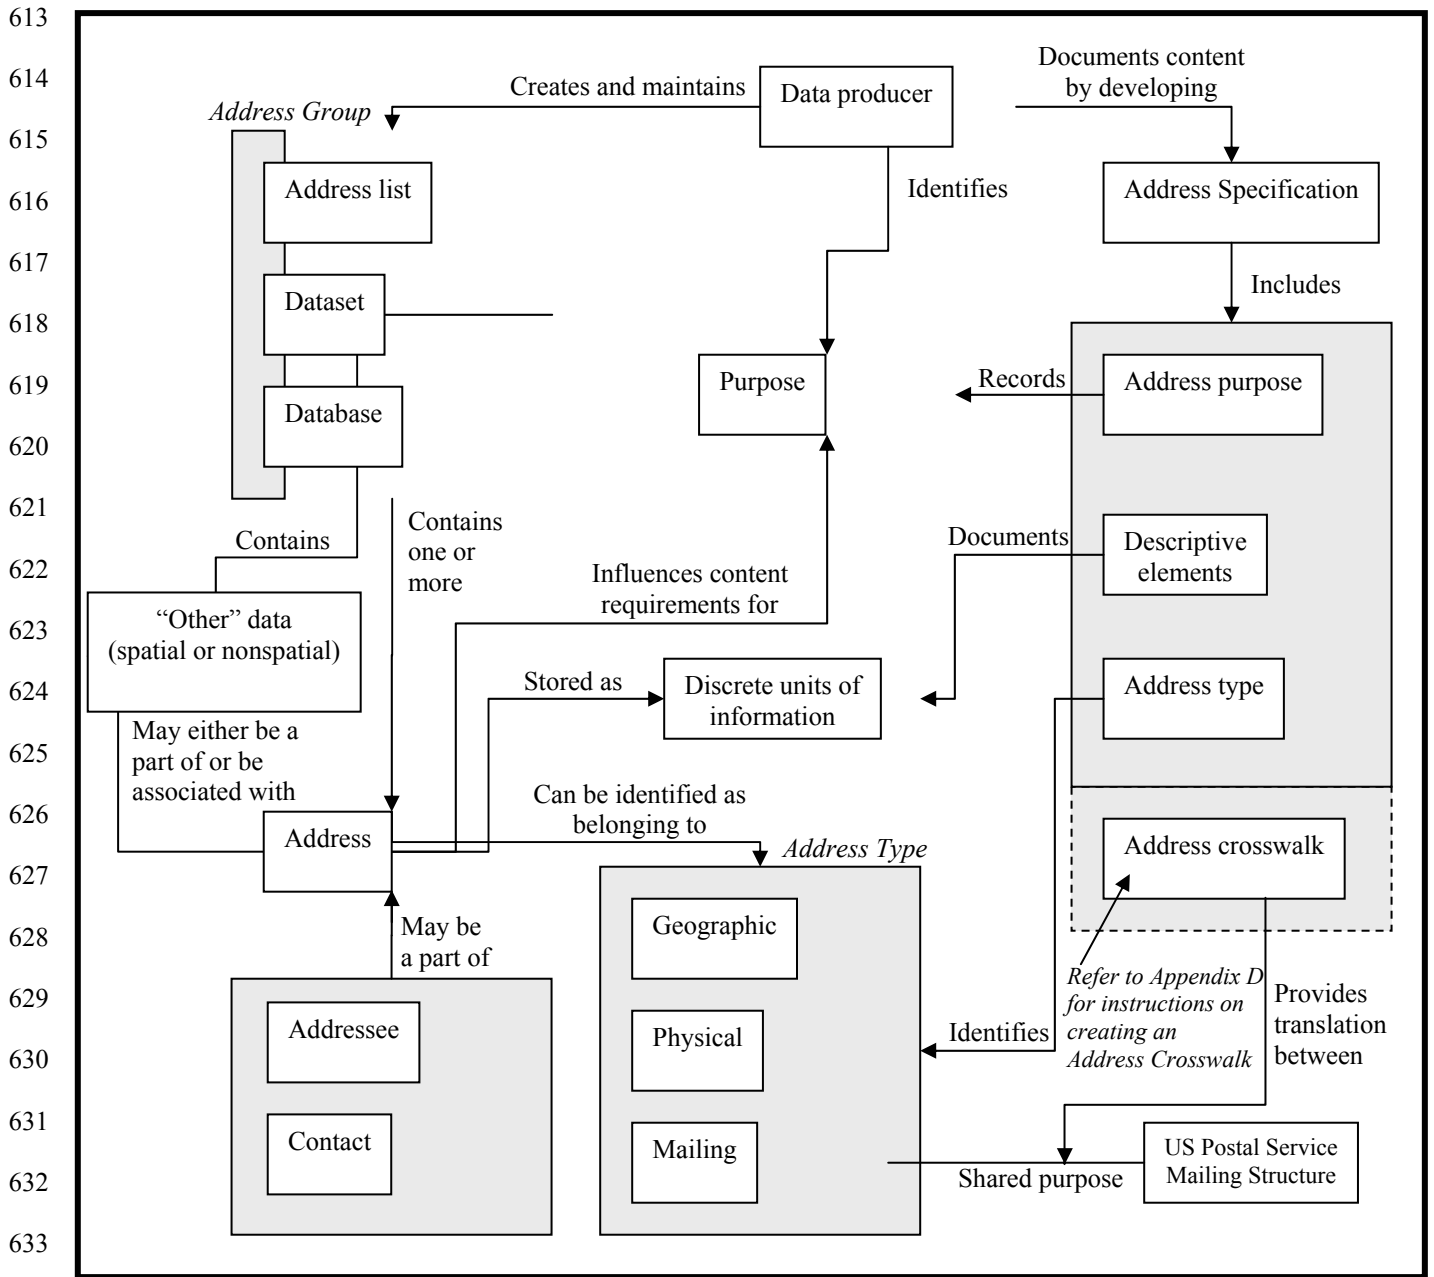 613
614
Documents content
by developing
Creates and maintains
Data producer
Address Group
615
Address list
Identifies
Address Specification
616
617
Dataset
Includes
618
Purpose
Records
Address purpose
619
Database
620
621
Contains
one or
more
Contains
Documents
Descriptive
elements
622
Influences content
requirements for
“Other” data
(spatial or nonspatial)
623
Stored as
Discrete units of
information
Address type
624
May either be a
part of or be
associated with
625
Can be identified as
belonging to
626
Address
Address Type
Address crosswalk
627
May be
a part of
Geographic
628
Refer to Appendix D
for instructions on
creating an
Address Crosswalk
Provides
translation
between
629
Addressee
Physical
Identifies
630
631
Contact
Mailing
Shared purpose
US Postal Service
Mailing Structure
632
633